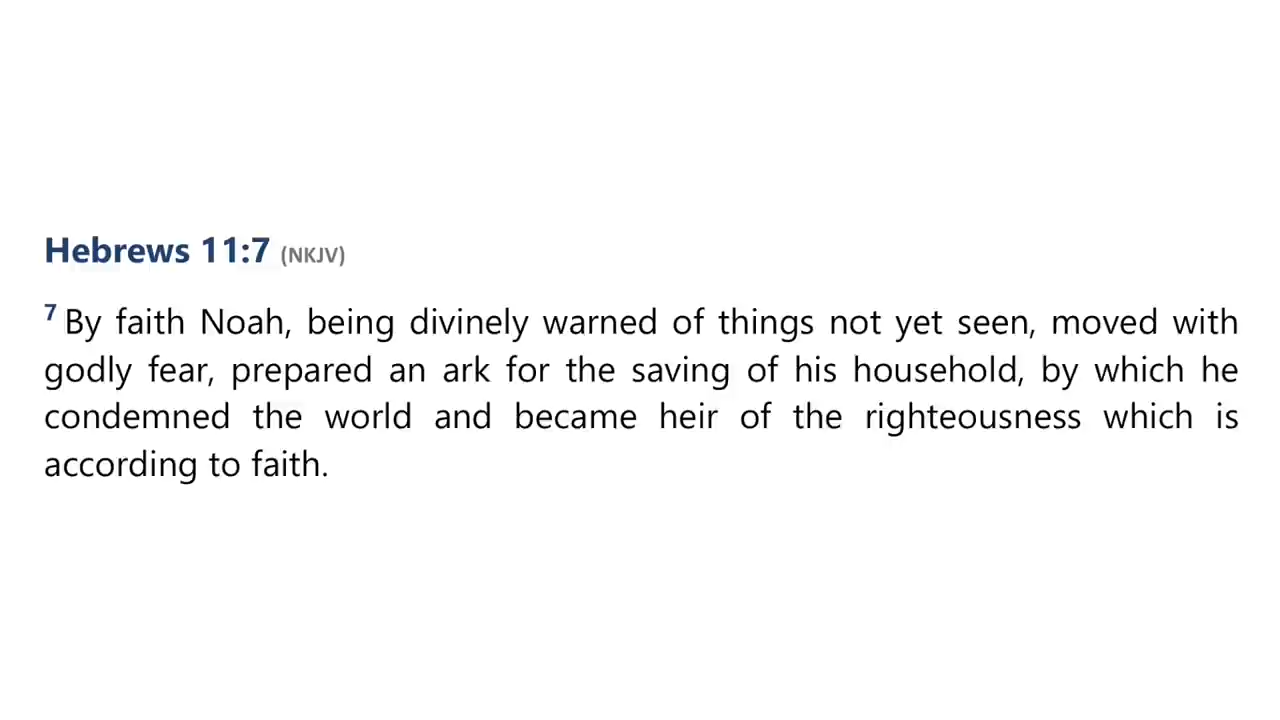 Hebrews 11:7 (NKJV)
7 By faith Noah, being divinely warned of things not yet seen, moved with
godly fear, prepared an ark for the saving of his household, by which he
condemned the world and became heir of the righteousness which is
according to faith.